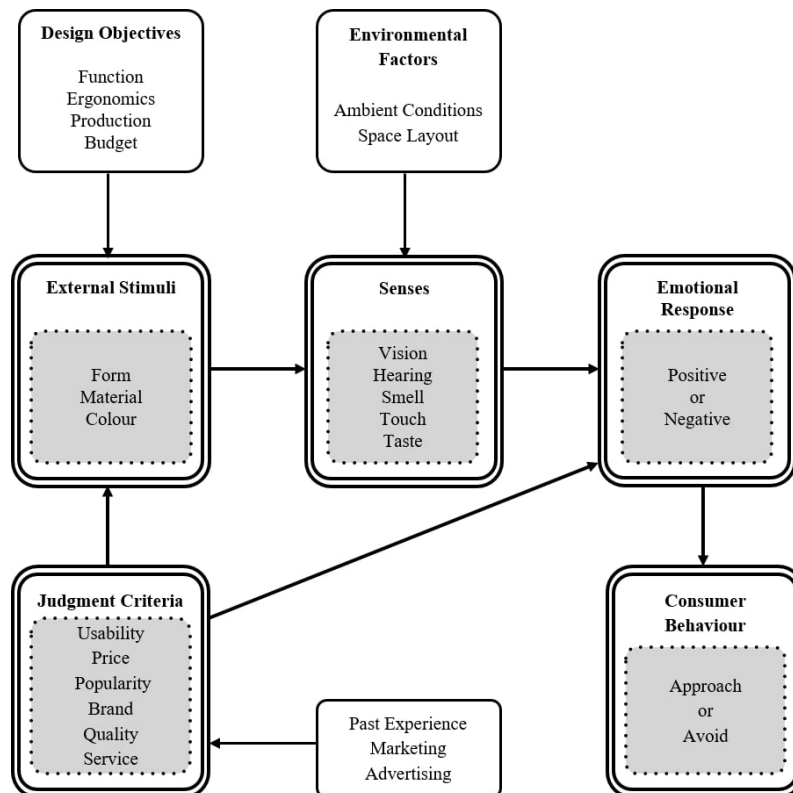 Design Objectives
Function
Ergonomics
Production
Budget
Environmental
Factors
Ambient Conditions
Space Layout
External Stimuli
Form
Material
Colour
Senses
Vision
Hearing
Smell
Touch
Taste
Emotional
Response
Positive
or
Negative
Judgment Criteria
Usability
Price
Popularity
Brand
Quality
Service
Past Experience
Marketing
Advertising
Consumer
Behaviour
Approach
or
Avoid